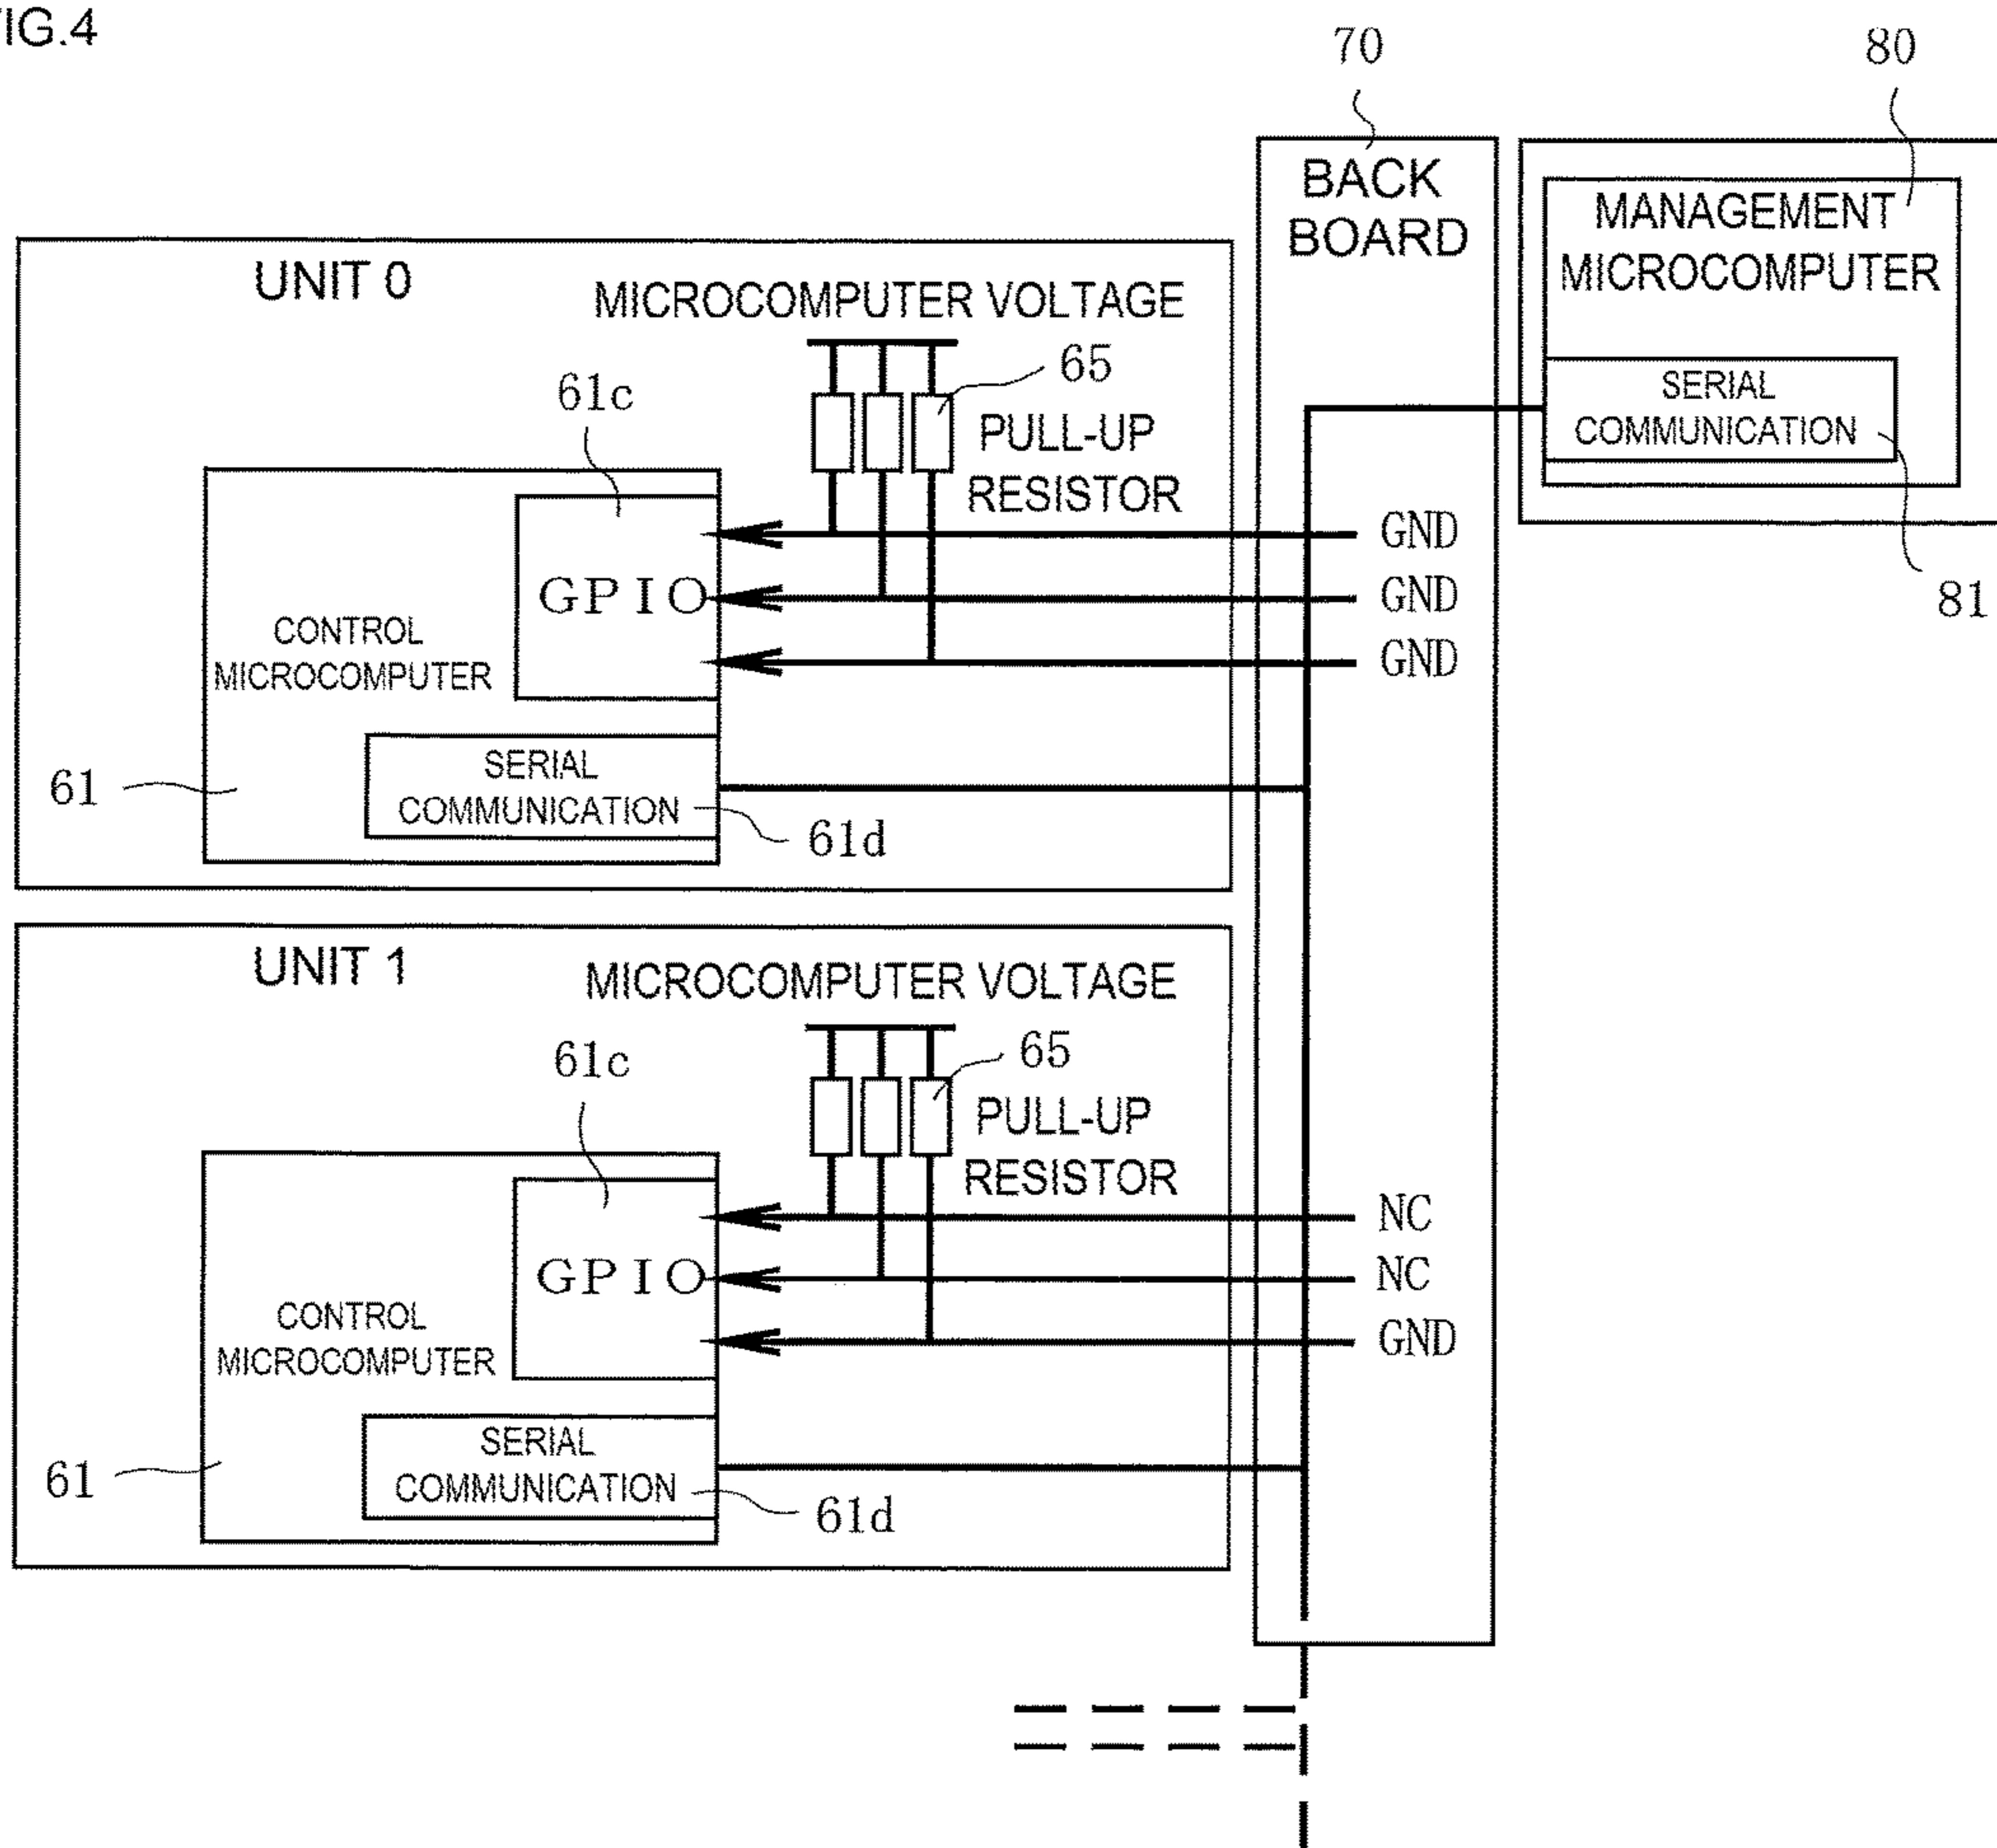 FIG.4
70
80
BACK
BOARD
MANAGEMENT
MICROCOMPUTER
SERIAL
COMMUNICATION
81
UNIT 0
MICROCOMPUTER VOLTAGE
65
61c
PULL-UP
RESISTOR
GND
GPIO
GND
CONTROL
MICROCOMPUTER
GND
SERIAL
COMMUNICATION
61
61d
UNIT 1
MICROCOMPUTER VOLTAGE
65
61c
PULL-UP
RESISTOR
NC
GPIO
NC
CONTROL
MICROCOMPUTER
GND
SERIAL
COMMUNICATION
61
61d